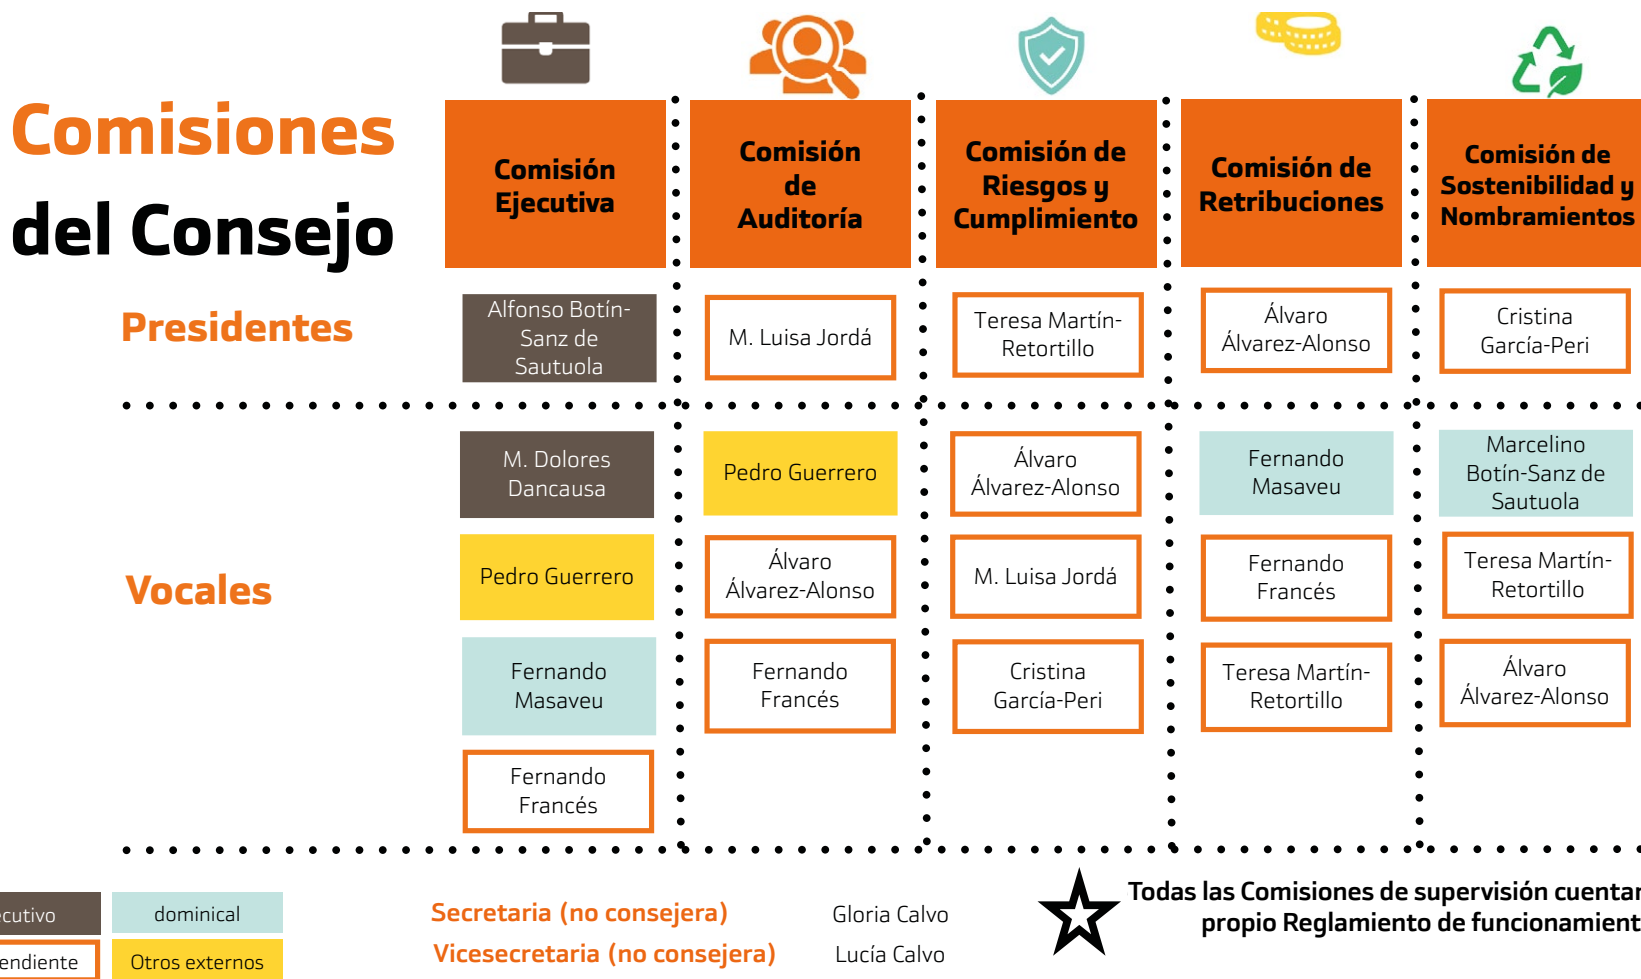 Comisiones
del Consejo
Comisión
Ejecutiva
Comisión
de
Auditoría
Comisión de
Riesgos y
Cumplimiento
Comisión de
Retribuciones
Comisión de
Sostenibilidad y
Nombramientos
Presidentes
Alfonso Botín-
Sanz de
Sautuola
M. Luisa Jordá
Teresa Martín-
Retortillo
Álvaro
Álvarez-Alonso
Cristina
García-Peri
Vocales
M. Dolores
Dancausa
Pedro Guerrero
Álvaro
Álvarez-Alonso
Fernando
Masaveu
Marcelino
Botín-Sanz de
Sautuola
Pedro Guerrero
Álvaro
Álvarez-Alonso
M. Luisa Jordá
Fernando
Francés
Teresa Martín-
Retortillo
Fernando
Masaveu
Fernando
Francés
Cristina
García-Peri
Teresa Martín-
Retortillo
Álvaro
Álvarez-Alonso
Fernando
Francés
ecutivo
dominical
endiente
Otros externos
Secretaria (no consejera)
Gloria Calvo
Vicesecretaria (no consejera)
Lucía Calvo
Todas las Comisiones de supervisión cuentan
propio Reglamiento de funcionamient